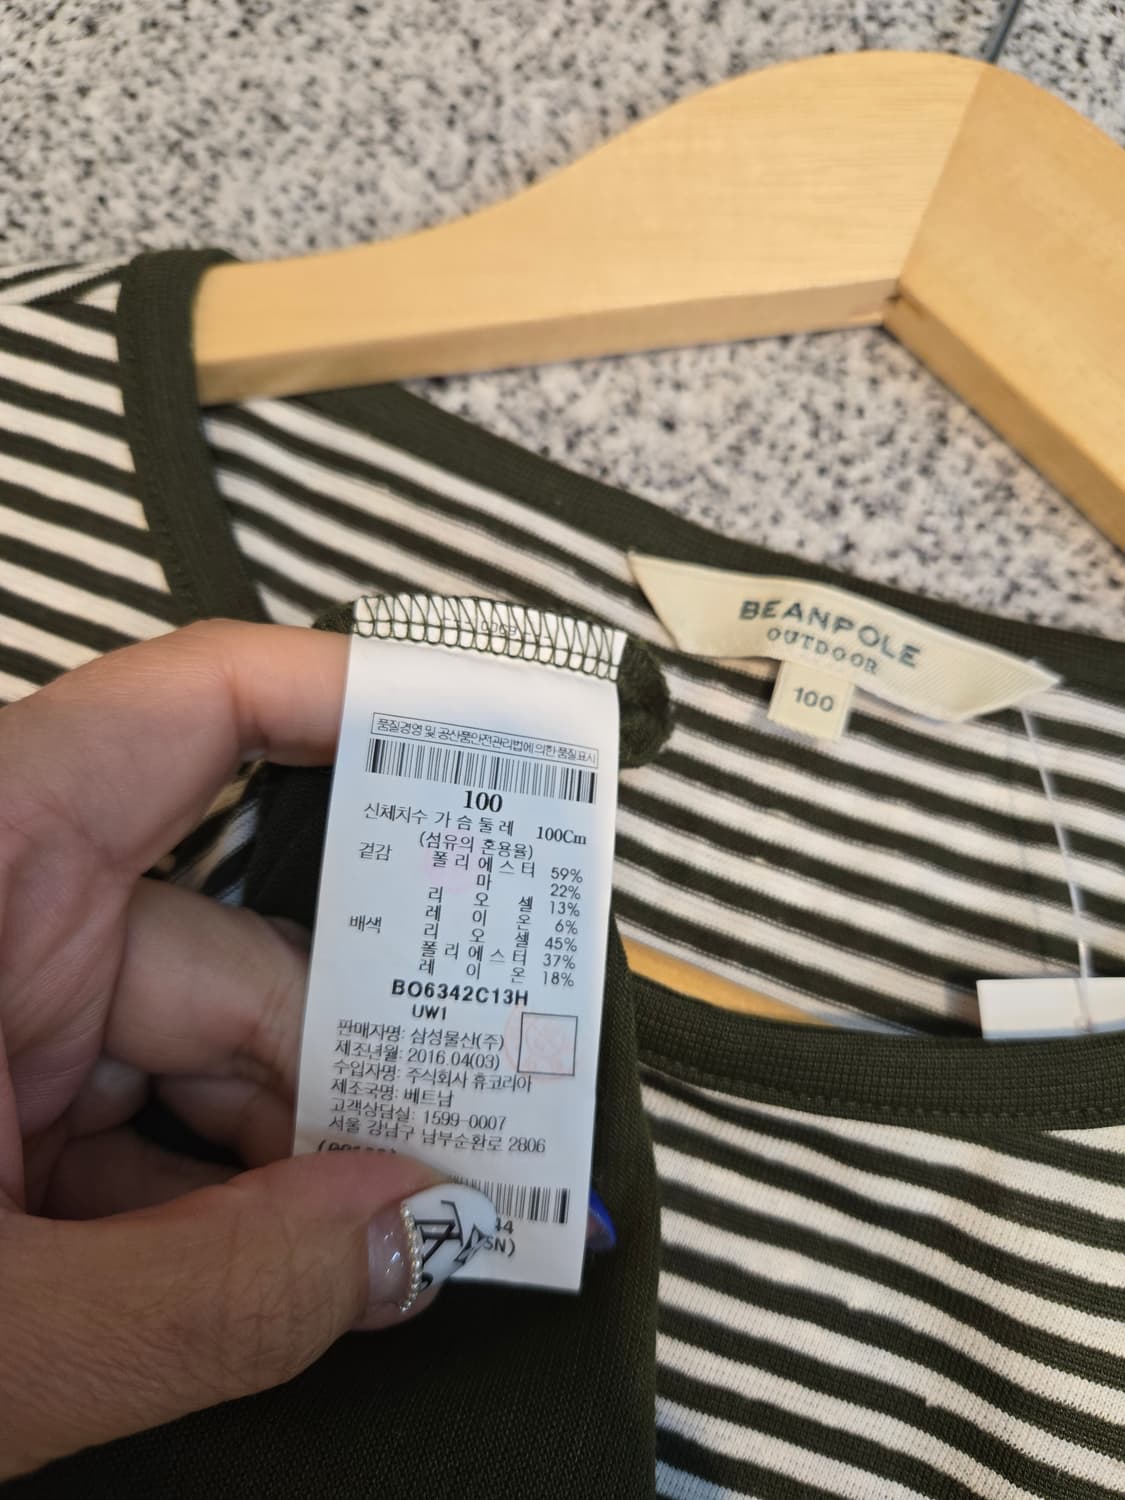 BEANPOLE
OUTDOOR
100
품질경영 및 공산품안전관리법에 의한 품질표시
100
신체치수 가 슴 둘 레 100Cm
(섬유의 혼용율)
겉감 폴 리 에 스 터 59%
마 22%
리 오 셀 13%
레 이 온 6%
배색 리 오 셀 45%
폴 리 에 스 터 37%
레 이 온 18%
BO6342C13H
UW1
판매자명: 삼성물산(주)
제조년월: 2016.04(03)
수입자명: 주식회사 휴코리아
제조국명: 베트남
고객상담실: 1599-0007
서울 강남구 남부순환로 2806
44
SN)